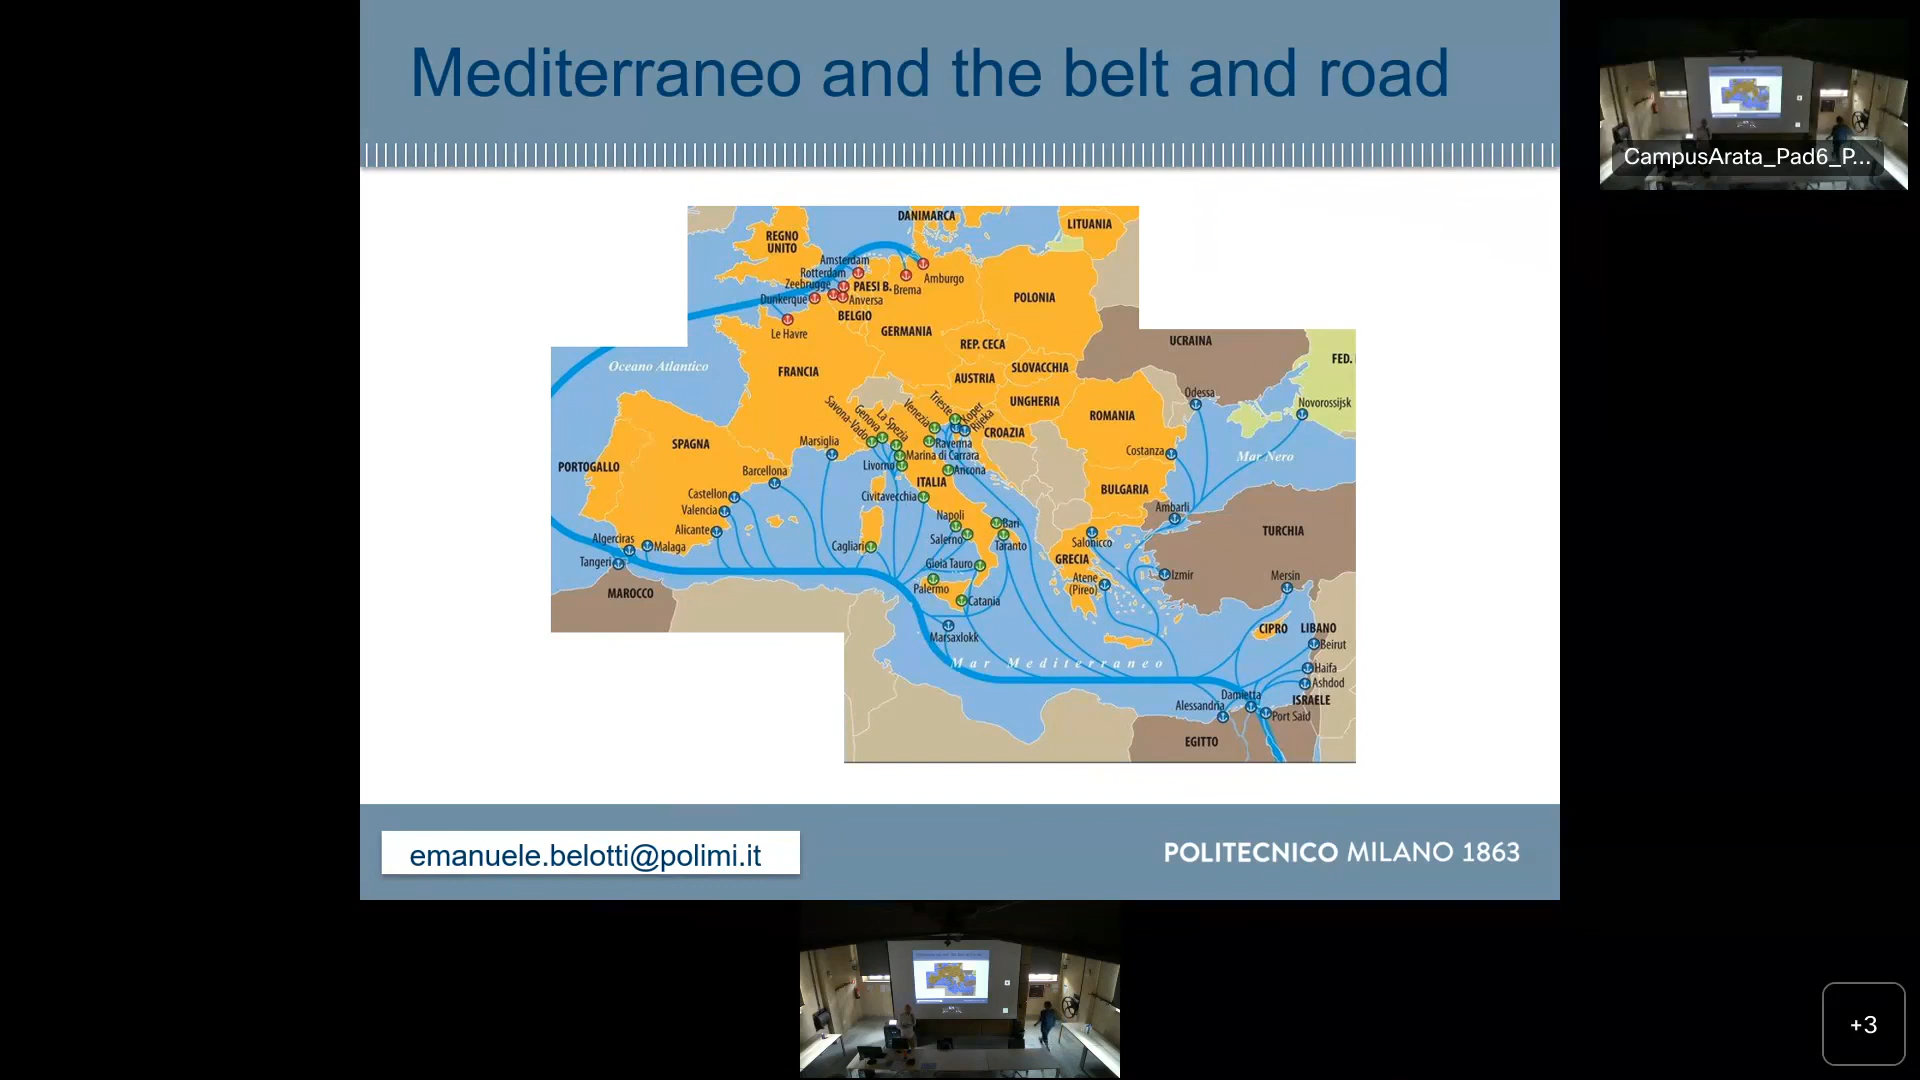 Mediterraneo and the belt and road
CampusArata_Pad6_P...
DANIMARCA
LITUANIA
REGNO
UNITO
Amsterdam
Rotterdam
Amburgo
Zeebrugge
PAESI B.
Brema
Dunkerque
Anversa
POLONIA
BELGIO
Le Havre
GERMANIA
UCRAINA
REP. CECA
FED.
Oceano Atlantico
FRANCIA
SLOVACCHIA
AUSTRIA
UNGHERIA
Odessa
Novorossijsk
Savona-Vado
Genova
La Spezia
Venezia
Trieste
Koper
Rijeka
ROMANIA
CROAZIA
SPAGNA
Marsiglia
Ravenna
Marina di Carrara
Costanza
Mar Nero
PORTOGALLO
Barcellona
Livorno
Ancona
ITALIA
BULGARIA
Castellon
Civitavecchia
Valencia
Ambarli
Napoli
Bari
Alicante
Salerno
TURCHIA
Algerciras
Malaga
Cagliari
Taranto
Salonicco
Tangeri
Gioia Tauro
GRECIA
Izmir
Mersin
Atene
(Pireo)
MAROCCO
Palermo
Catania
CIPRO
LIBANO
Marsaxlokk
Beirut
Mar Mediterraneo
Haifa
Ashdod
Damietta
ISRAELE
Alessandria
Port Said
EGITTO
emanuele.belotti@polimi.it
POLITECNICO MILANO 1863
+3